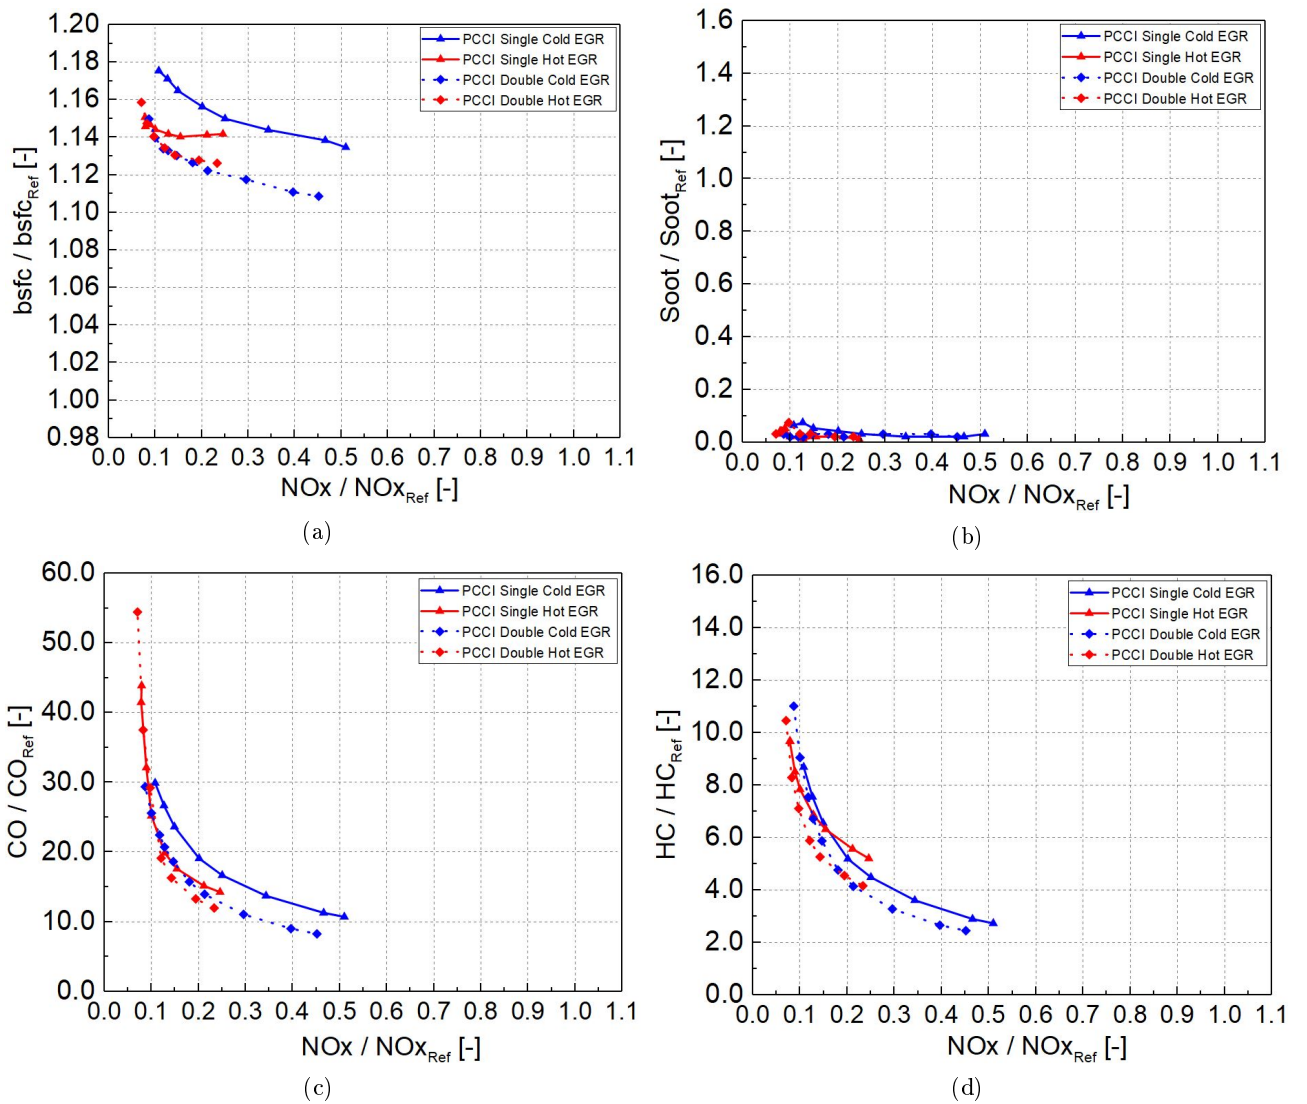 1.20
1.18
1.16
1.14
1.12
1.10
1.08
1.06
1.04
1.02
1.00
0.98
bsfc / bsfcRef [-]
PCCI Single Cold EGR
PCCI Single Hot EGR
PCCI Double Cold EGR
PCCI Double Hot EGR
0.0 0.1 0.2 0.3 0.4 0.5 0.6 0.7 0.8 0.9 1.0 1.1
NOx / NOxRef [-]
(a)
1.6
1.4
1.2
1.0
0.8
0.6
0.4
0.2
0.0
Soot / SootRef [-]
PCCI Single Cold EGR
PCCI Single Hot EGR
PCCI Double Cold EGR
PCCI Double Hot EGR
0.0 0.1 0.2 0.3 0.4 0.5 0.6 0.7 0.8 0.9 1.0 1.1
NOx / NOxRef [-]
(b)
60.0
50.0
40.0
30.0
20.0
10.0
0.0
CO / CORef [-]
PCCI Single Cold EGR
PCCI Single Hot EGR
PCCI Double Cold EGR
PCCI Double Hot EGR
0.0 0.1 0.2 0.3 0.4 0.5 0.6 0.7 0.8 0.9 1.0 1.1
NOx / NOxRef [-]
(c)
16.0
14.0
12.0
10.0
8.0
6.0
4.0
2.0
0.0
HC / HCRef [-]
PCCI Single Cold EGR
PCCI Single Hot EGR
PCCI Double Cold EGR
PCCI Double Hot EGR
0.0 0.1 0.2 0.3 0.4 0.5 0.6 0.7 0.8 0.9 1.0 1.1
NOx / NOxRef [-]
(d)